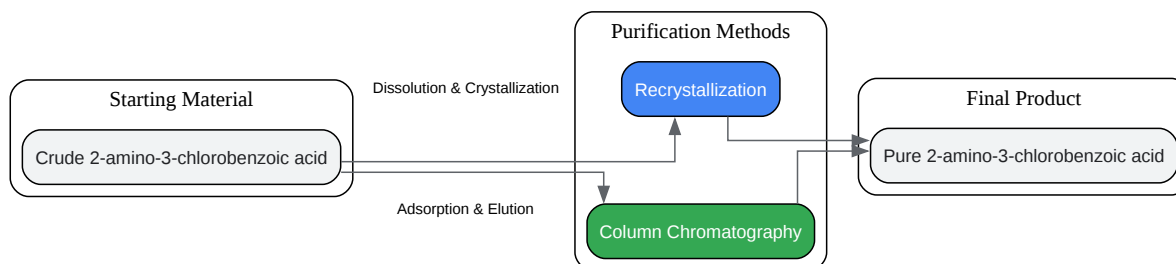 Purification Methods
Starting Material
Dissolution & Crystallization
Recrystallization
Final Product
Crude 2-amino-3-chlorobenzoic acid
Pure 2-amino-3-chlorobenzoic acid
Adsorption & Elution
Column Chromatography